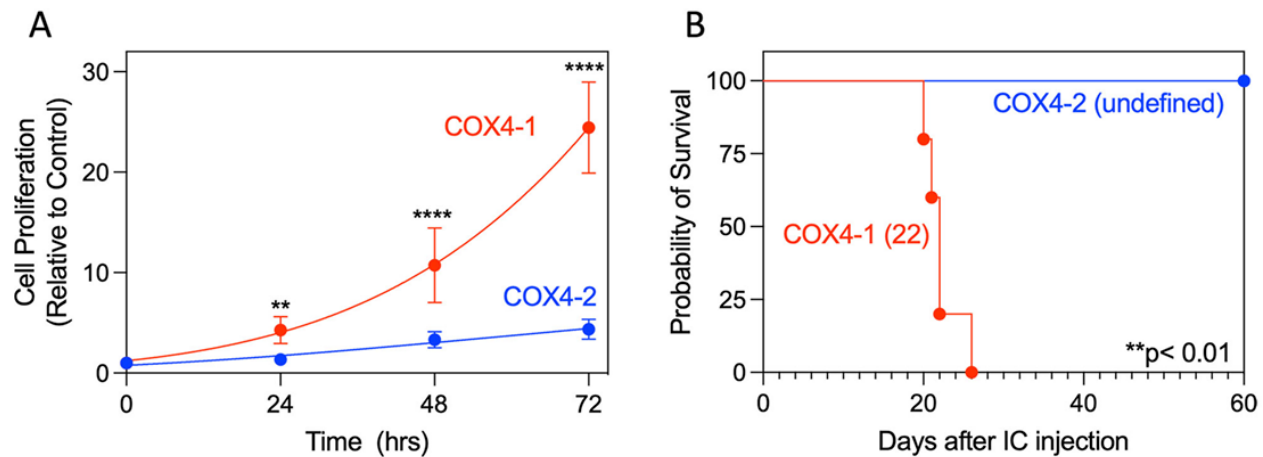 A
Cell Proliferation
(Relative to Control)
30
20
10
0
0
24
48
72
Time (hrs)
COX4-1
COX4-2
**
****
****
B
Probability of Survival
100
75
50
25
0
0
20
40
60
Days after IC injection
COX4-2 (undefined)
COX4-1 (22)
**p< 0.01